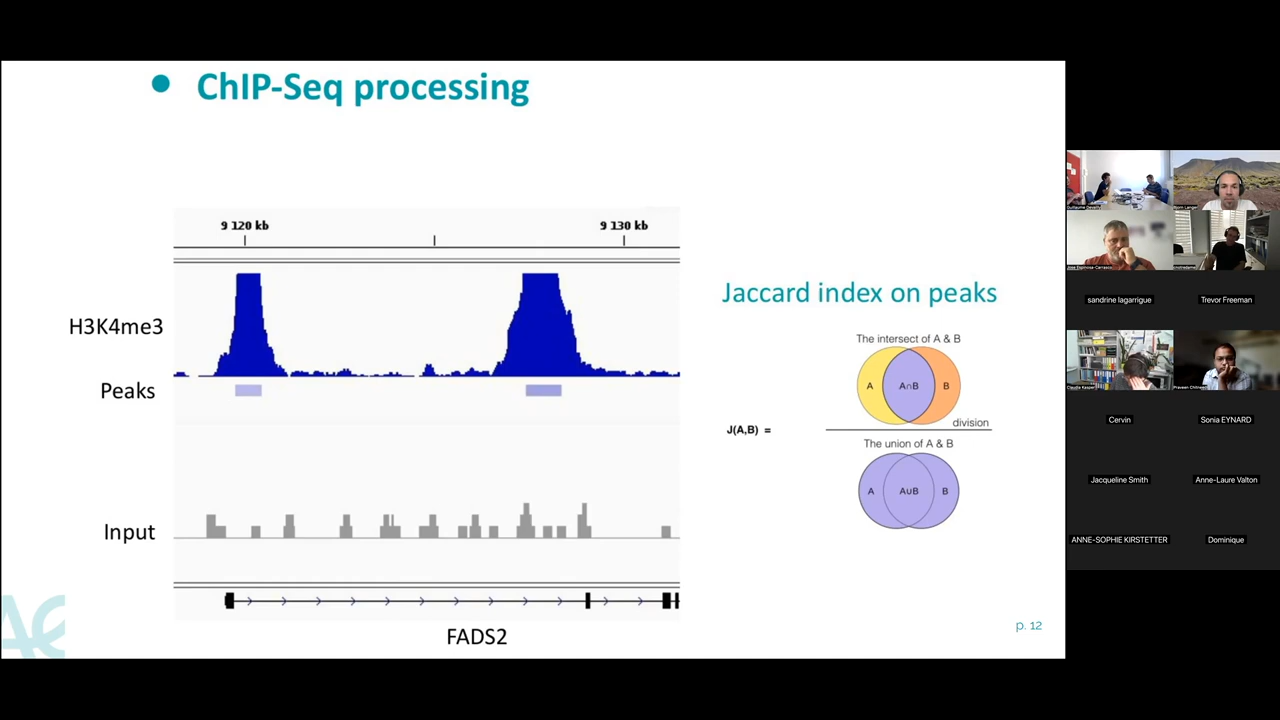 ChIP-Seq processing
9 120 kb
9 130 kb
H3K4me3
Peaks
Input
FADS2
Jaccard index on peaks
The intersect of A & B
A
A∩B
B
division
J(A,B) =
The union of A & B
A
A∪B
B
p. 12
sandrine lagarrigue
Trevor Freeman
Cervin
Sonia EYNARD
Jacqueline Smith
Anne-Laure Valton
ANNE-SOPHIE KIRSTETTER
Dominique